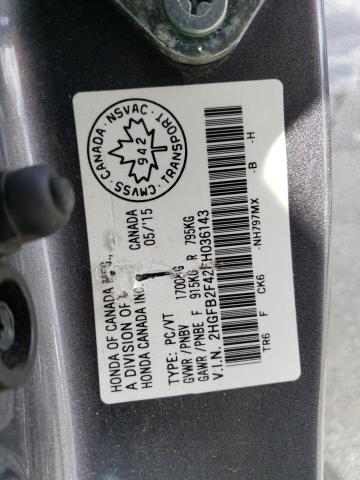 CANADA · NSVAC · TRANSPORT · CMVSS ·
942
HONDA OF CANADA MFG., CANADA
A DIVISION OF 05/'15
HONDA CANADA INC.
TYPE: PC/VT 1700KG
GVWR/PNBV
GAWR/PNBE F 915KG R 795KG
V.I.N. 2HGFB2F42FH036143
TR6 F CK6 -NH797MX -B -H